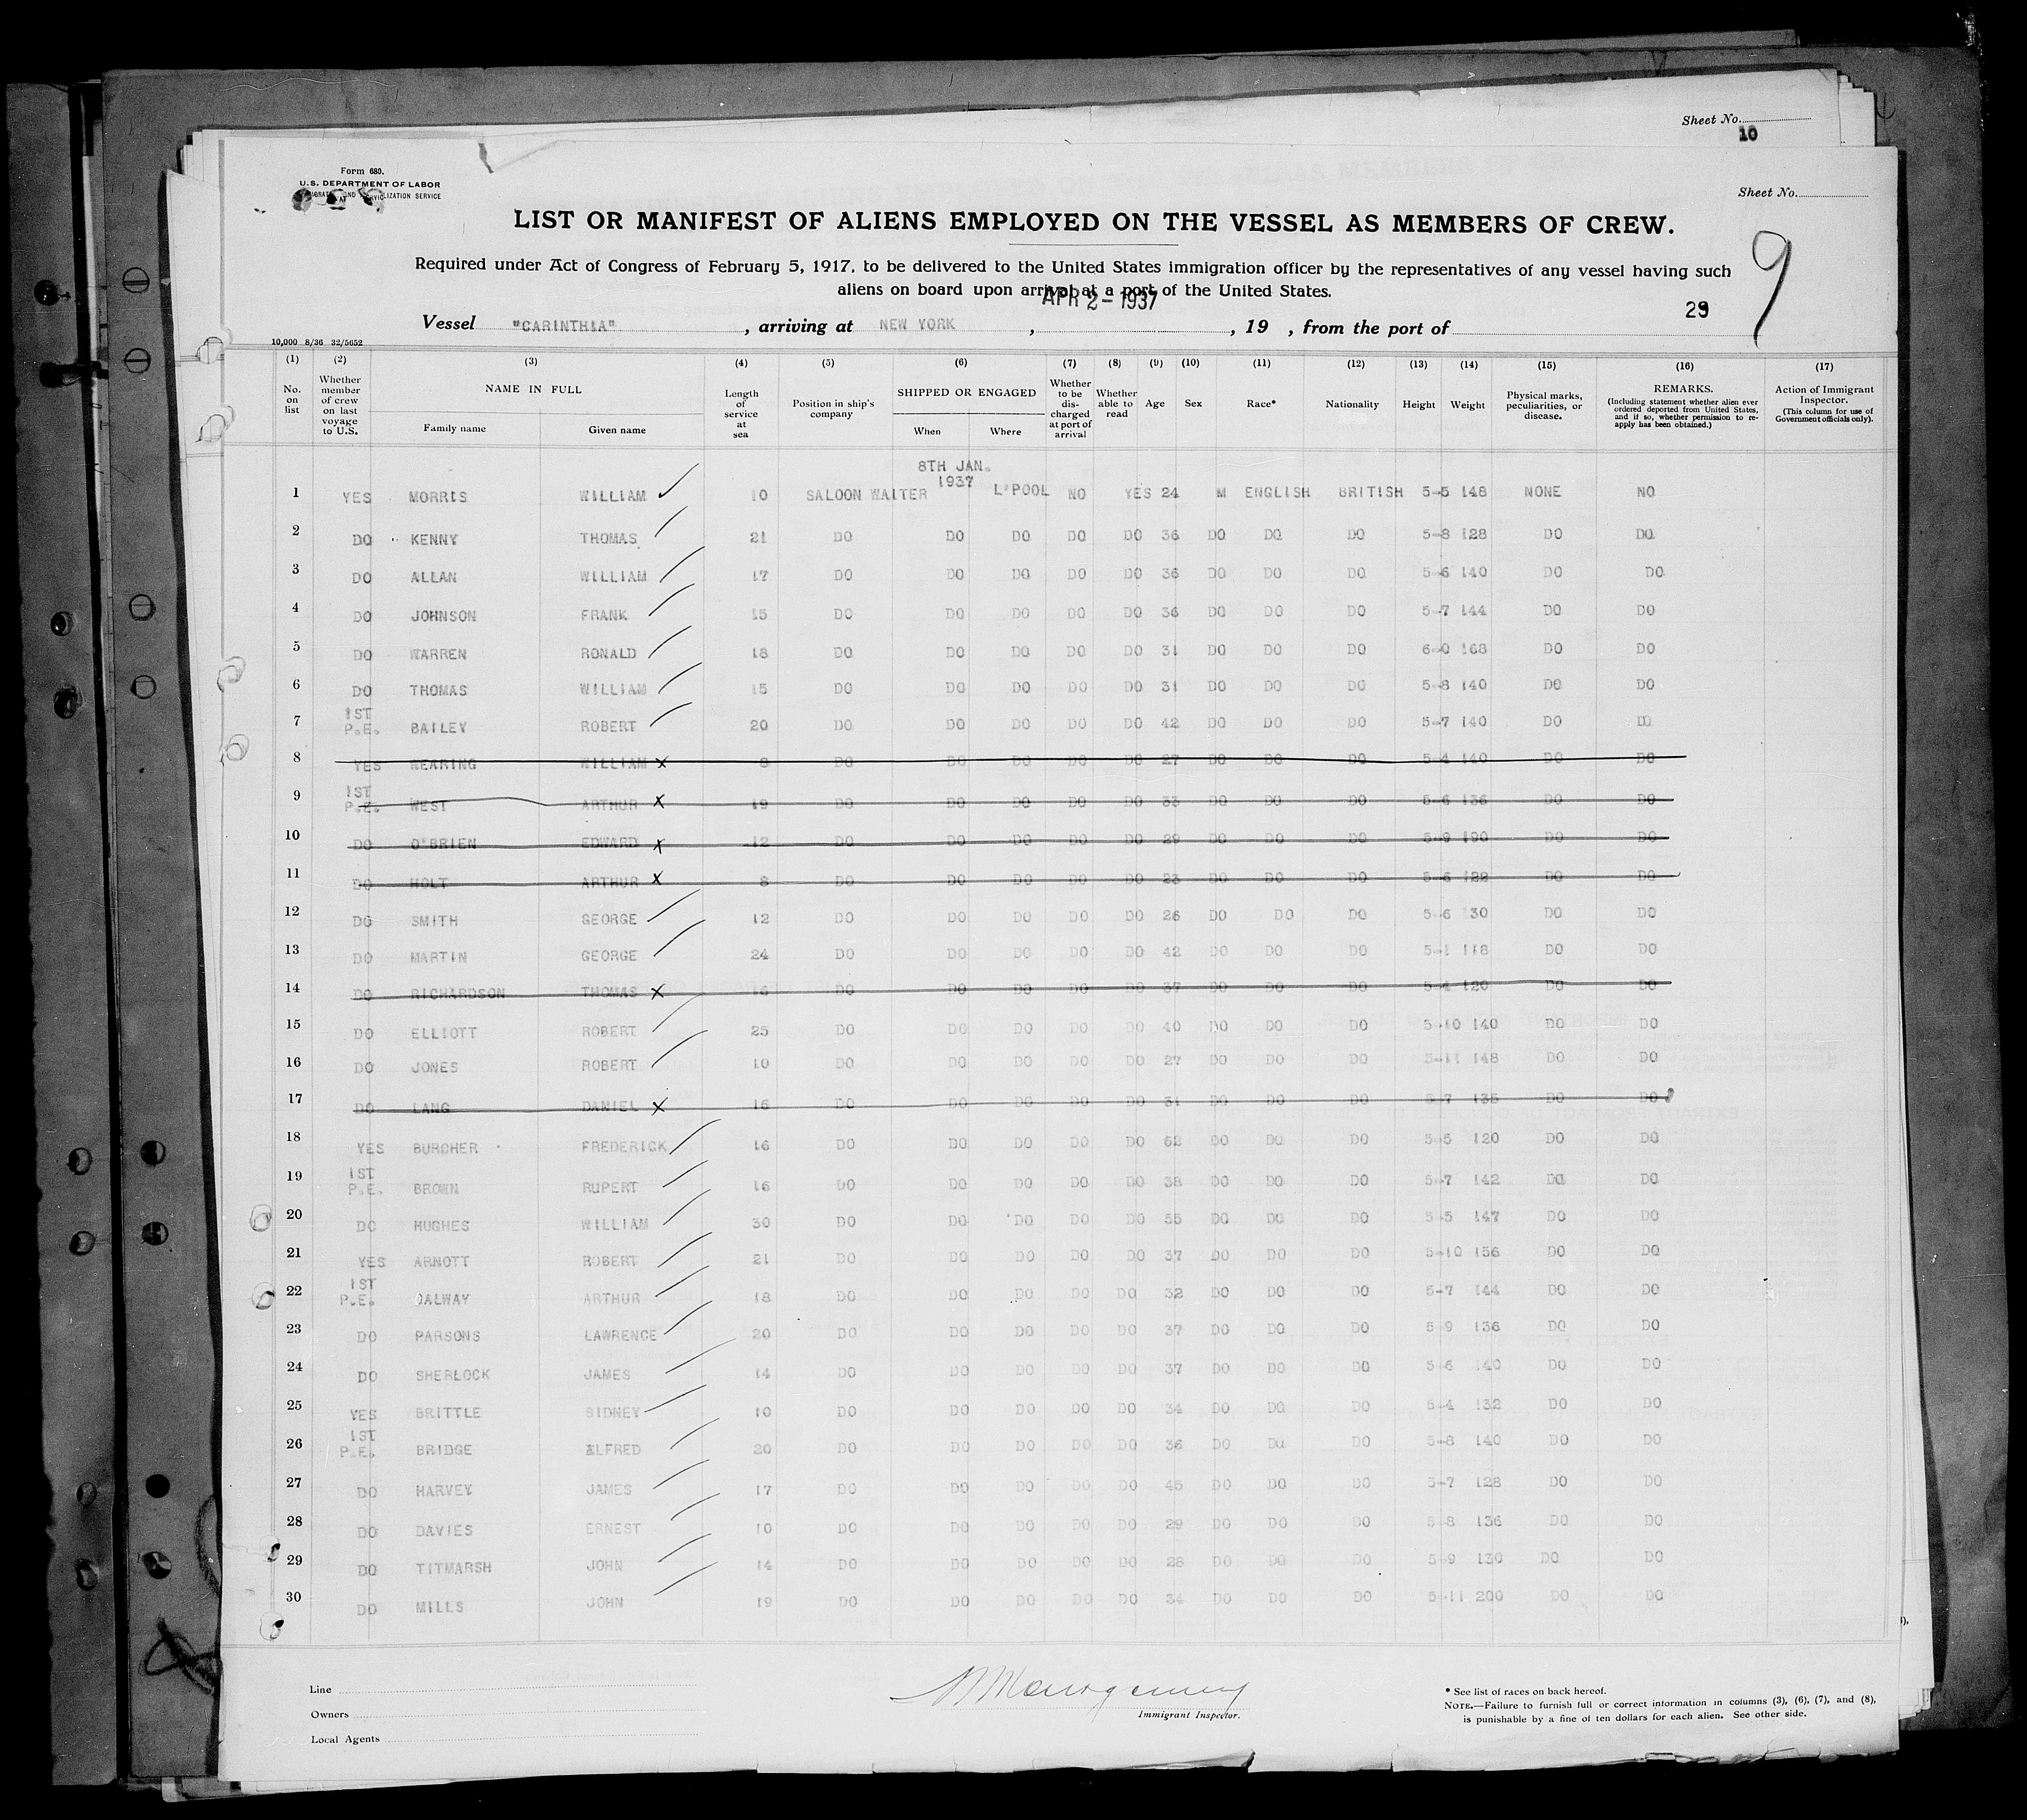 Sheet No.
10
Form 680.
U.S. DEPARTMENT OF LABOR
Sheet No.
LIST OR MANIFEST OF ALIENS EMPLOYED ON THE VESSEL AS MEMBERS OF CREW.
9
Required under Act of Congress of February 5, 1917, to be delivered to the United States immigration officer by the representatives of any vessel having such
aliens on board upon arrival at a port of the United States.
APR 2 - 1937
29
Vessel "CARINTHIA", arriving at NEW YORK, , 19 , from the port of
10,000 8/36 32/5652
(1) (2) (3) (4) (5) (6) (7) (8) (9) (10) (11) (12) (13) (14) (15) (16) (17)
No. on list
Whether member of crew on last voyage to U.S.
NAME IN FULL
Family name
Given name
Length of service at sea
Position in ship's company
SHIPPED OR ENGAGED
When
Where
Whether to be discharged at port of arrival
Whether able to read
Age
Sex
Race*
Nationality
Height
Weight
Physical marks, peculiarities, or disease.
REMARKS.
(Including statement whether alien ever ordered deported from United States, and if so, whether permission to reapply has been obtained.)
Action of Immigrant Inspector.
(This column for use of Government officials only).
8TH JAN.
1937
1 YES MORRIS WILLIAM 10 SALOON WAITER L'POOL NO YES 24 M ENGLISH BRITISH 5-5 148 NONE NO
2 DO KENNY THOMAS 21 DO DO DO DO DO 36 DO DO DO 5-8 128 DO DO
3 DO ALLAN WILLIAM 17 DO DO DO DO DO 36 DO DO DO 5-6 140 DO DO
4 DO JOHNSON FRANK 15 DO DO DO DO DO 36 DO DO DO 5-7 144 DO DO
5 DO WARREN RONALD 18 DO DO DO DO DO 31 DO DO DO 6-0 168 DO DO
6 DO THOMAS WILLIAM 15 DO DO DO DO DO 31 DO DO DO 5-8 140 DO DO
7 1ST P.E. BAILEY ROBERT 20 DO DO DO DO DO 42 DO DO DO 5-7 140 DO DO
8 YES WEARING WILLIAM X 8 DO DO DO DO DO 27 DO DO DO 5-4 140 DO DO
9 1ST P.E. WEST ARTHUR X 19 DO DO DO DO DO 33 DO DO DO 5-6 136 DO DO
10 DO O'BRIEN EDWARD X 12 DO DO DO DO DO 29 DO DO DO 5-9 190 DO DO
11 DO HOLT ARTHUR X 8 DO DO DO DO DO 23 DO DO DO 5-6 122 DO DO
12 DO SMITH GEORGE 12 DO DO DO DO DO 26 DO DO DO 5-6 130 DO DO
13 DO MARTIN GEORGE 24 DO DO DO DO DO 42 DO DO DO 5-1 118 DO DO
14 DO RICHARDSON THOMAS X 16 DO DO DO DO DO 37 DO DO DO 5-4 120 DO DO
15 DO ELLIOTT ROBERT 25 DO DO DO DO DO 40 DO DO DO 5-10 140 DO DO
16 DO JONES ROBERT 10 DO DO DO DO DO 27 DO DO DO 5-11 148 DO DO
17 DO LANG DANIEL X 16 DO DO DO DO DO 31 DO DO DO 5-7 135 DO DO
18 YES BURCHER FREDERICK 16 DO DO DO DO DO 62 DO DO DO 5-5 120 DO DO
19 1ST P.E. BROWN RUPERT 16 DO DO DO DO DO 38 DO DO DO 5-7 142 DO DO
20 DO HUGHES WILLIAM 30 DO DO DO DO DO 55 DO DO DO 5-5 147 DO DO
21 YES ARNOTT ROBERT 21 DO DO DO DO DO 37 DO DO DO 5-10 156 DO DO
22 1ST P.E. DALWAY ARTHUR 18 DO DO DO DO DO 32 DO DO DO 5-7 144 DO DO
23 DO PARSONS LAWRENCE 20 DO DO DO DO DO 37 DO DO DO 5-9 136 DO DO
24 DO SHERLOCK JAMES 14 DO DO DO DO DO 37 DO DO DO 5-6 140 DO DO
25 YES BRITTLE SIDNEY 10 DO DO DO DO DO 34 DO DO DO 5-4 132 DO DO
26 1ST P.E. BRIDGE ALFRED 20 DO DO DO DO DO 36 DO DO DO 5-8 140 DO DO
27 DO HARVEY JAMES 17 DO DO DO DO DO 45 DO DO DO 5-7 128 DO DO
28 DO DAVIES ERNEST 10 DO DO DO DO DO 29 DO DO DO 5-8 136 DO DO
29 DO TITMARSH JOHN 14 DO DO DO DO DO 28 DO DO DO 5-9 130 DO DO
30 DO MILLS JOHN 19 DO DO DO DO DO 34 DO DO DO 5-11 200 DO DO
Line
Owners
Local Agents
Immigrant Inspector.
* See list of races on back hereof.
NOTE.—Failure to furnish full or correct information in columns (3), (6), (7), and (8),
is punishable by a fine of ten dollars for each alien. See other side.